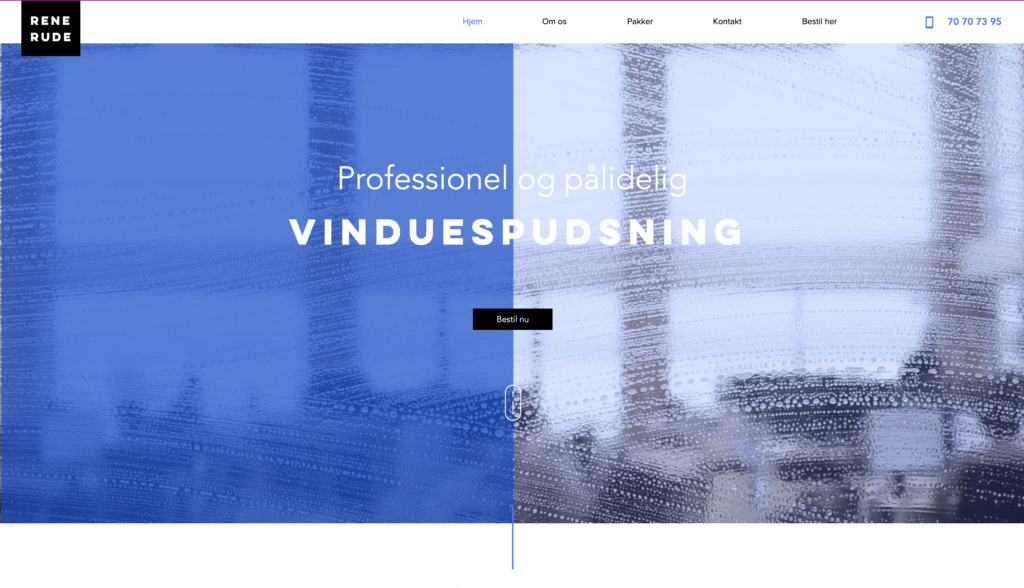 RENE
RUDE
Hjem
Om os
Pakker
Kontakt
Bestil her
70 70 73 95
Professionel og pålidelig
VINDUESPUDSNING
Bestil nu